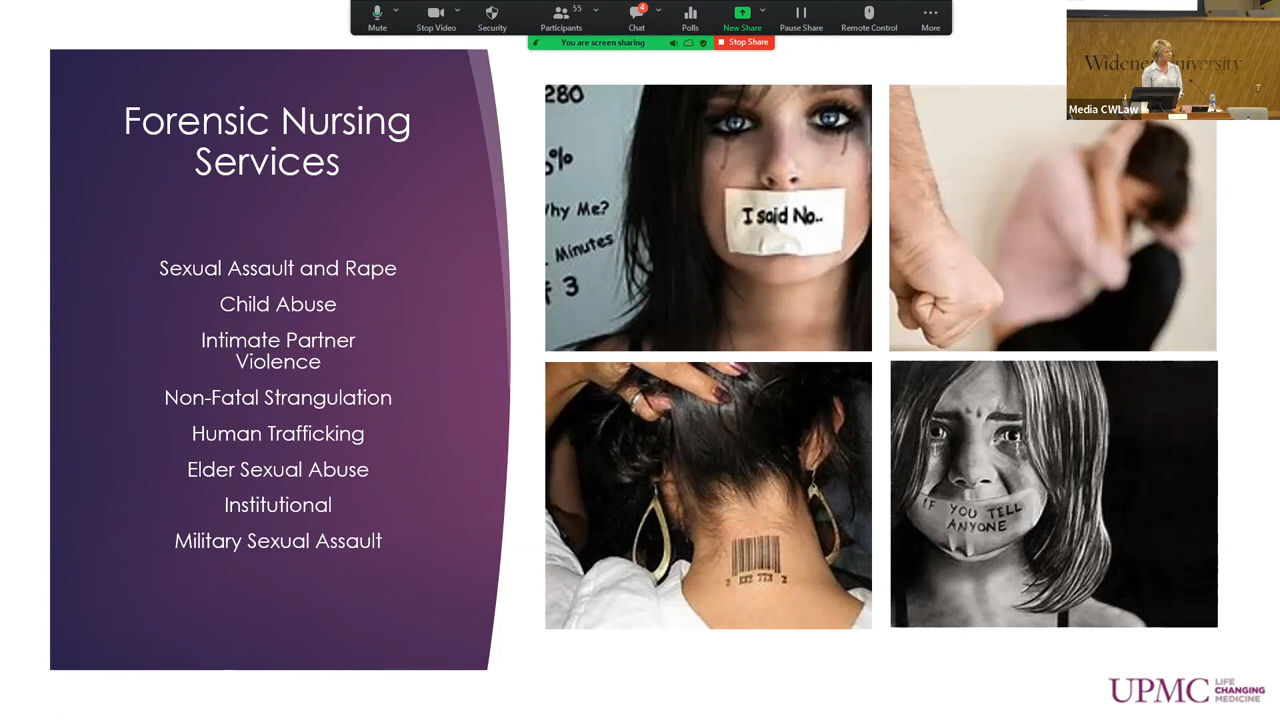 Mute
Stop Video
Security
Participants
55
Chat
4
Polls
New Share
Pause Share
Remote Control
More
You are screen sharing
Stop Share
Widener University
Media CWLaw
Forensic Nursing
Services
Sexual Assault and Rape
Child Abuse
Intimate Partner
Violence
Non-Fatal Strangulation
Human Trafficking
Elder Sexual Abuse
Institutional
Military Sexual Assault
280
%
Why Me?
Minutes
3
I said No..
IF YOU TELL
ANYONE
UPMC
LIFE
CHANGING
MEDICINE